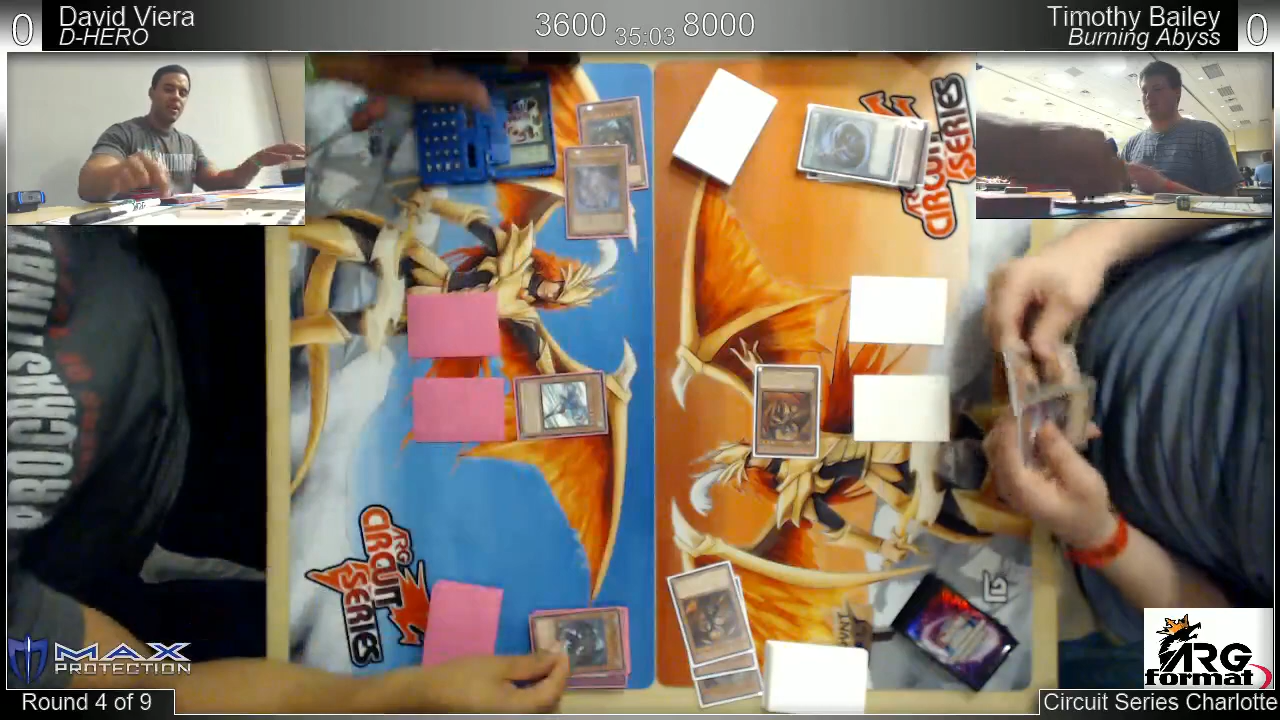 0
David Viera
D-HERO
3600 35:03 8000
Timothy Bailey
Burning Abyss
0
CIRCUIT SERIES
ARG CIRCUIT SERIES
PROCRASTINAT
MAX
PROTECTION
ARG
format
Round 4 of 9
Circuit Series Charlotte